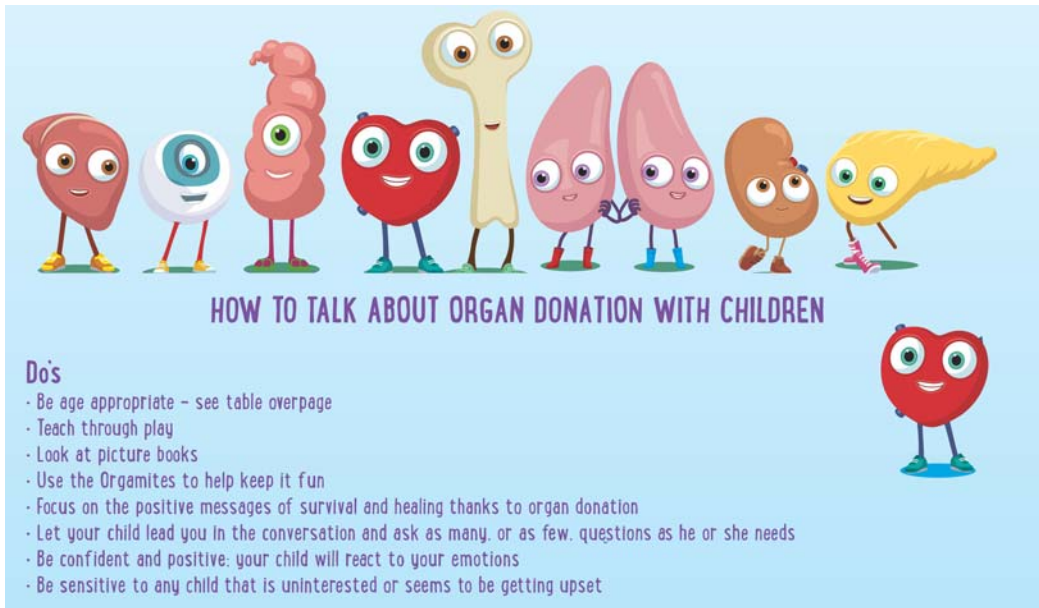 HOW TO TALK ABOUT ORGAN DONATION WITH CHILDREN
Do's
· Be age appropriate – see table overpage
· Teach through play
· Look at picture books
· Use the Orgamites to help keep it fun
· Focus on the positive messages of survival and healing thanks to organ donation
· Let your child lead you in the conversation and ask as many, or as few, questions as he or she needs
· Be confident and positive: your child will react to your emotions
· Be sensitive to any child that is uninterested or seems to be getting upset